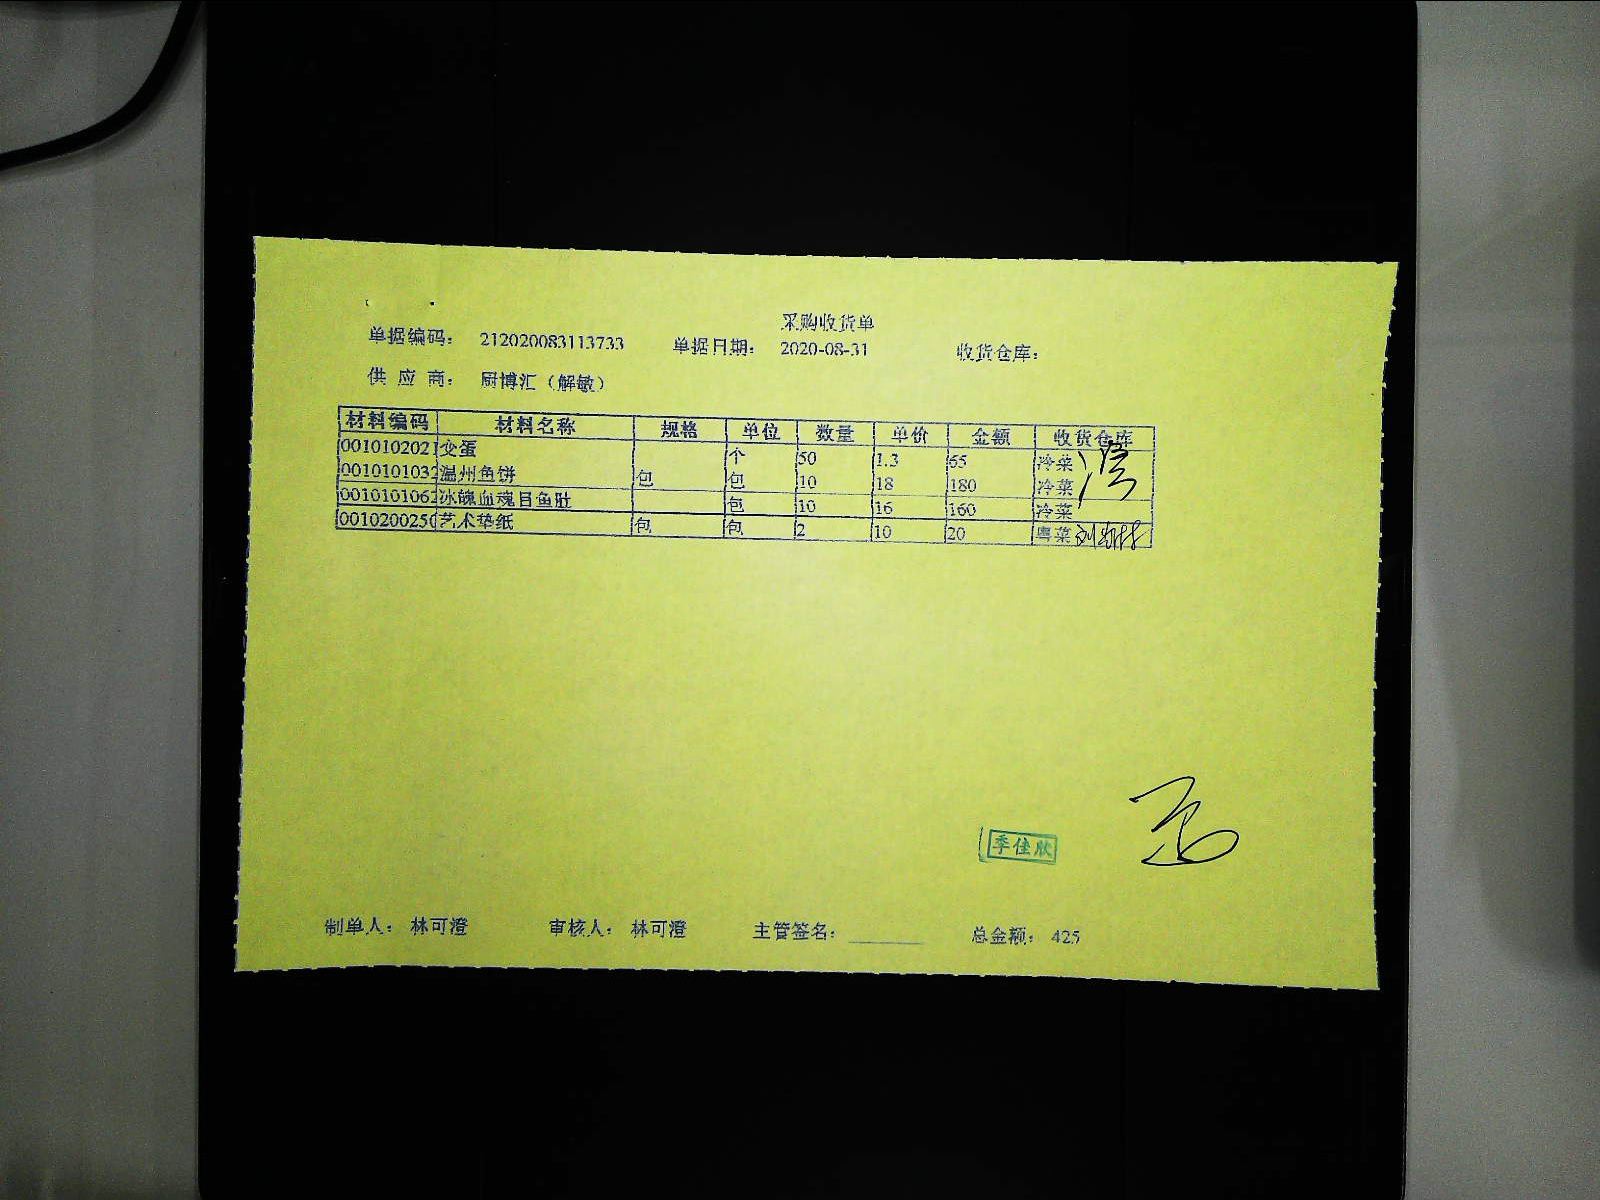 采购收货单
单据编码： 212020083113733 单据日期： 2020-08-31 收货仓库：
供 应 商： 厨博汇（解敏）
材料编码 材料名称 规格 单位 数量 单价 金额 收货仓库
0010102021 变蛋 个 50 1.3 65 冷菜
0010101032 温州鱼饼 包 包 10 18 180 冷菜
0010101062 冰魄血魂目鱼肚 包 10 16 160 冷菜
0010200250 艺术垫纸 包 包 2 10 20 粤菜
季佳欣
制单人： 林可澄 审核人： 林可澄 主管签名： 总金额： 425